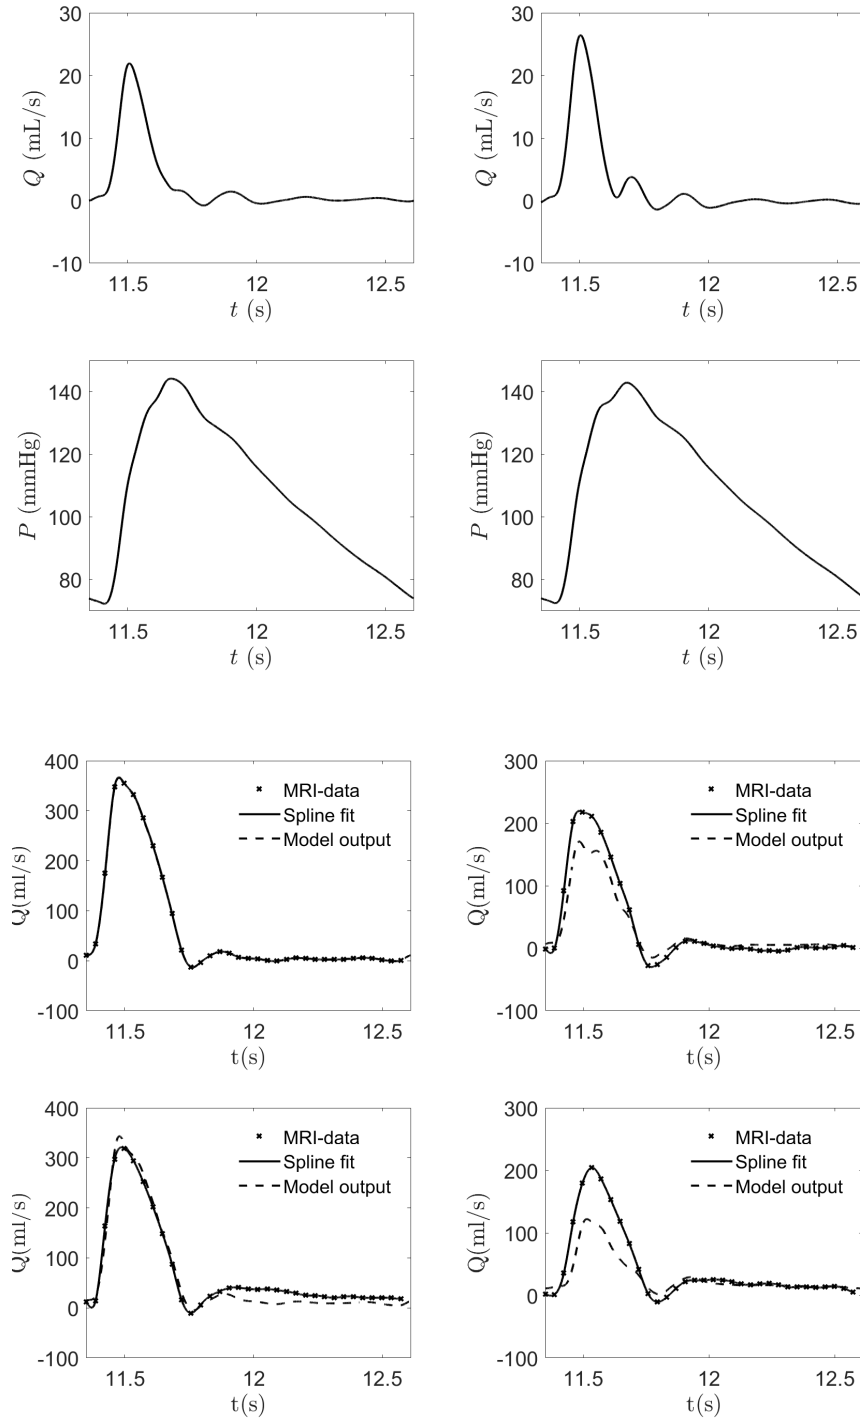 30
20
10
0
-10
Q (mL/s)
11.5 12 12.5
t (s)
30
20
10
0
-10
Q (mL/s)
11.5 12 12.5
t (s)
140
120
100
80
P (mmHg)
11.5 12 12.5
t (s)
140
120
100
80
P (mmHg)
11.5 12 12.5
t (s)
400
300
200
100
0
-100
Q(ml/s)
MRI-data
Spline fit
Model output
11.5 12 12.5
t(s)
300
200
100
0
-100
Q(ml/s)
MRI-data
Spline fit
Model output
11.5 12 12.5
t(s)
400
300
200
100
0
-100
Q(ml/s)
MRI-data
Spline fit
Model output
11.5 12 12.5
t(s)
300
200
100
0
-100
Q(ml/s)
MRI-data
Spline fit
Model output
11.5 12 12.5
t(s)